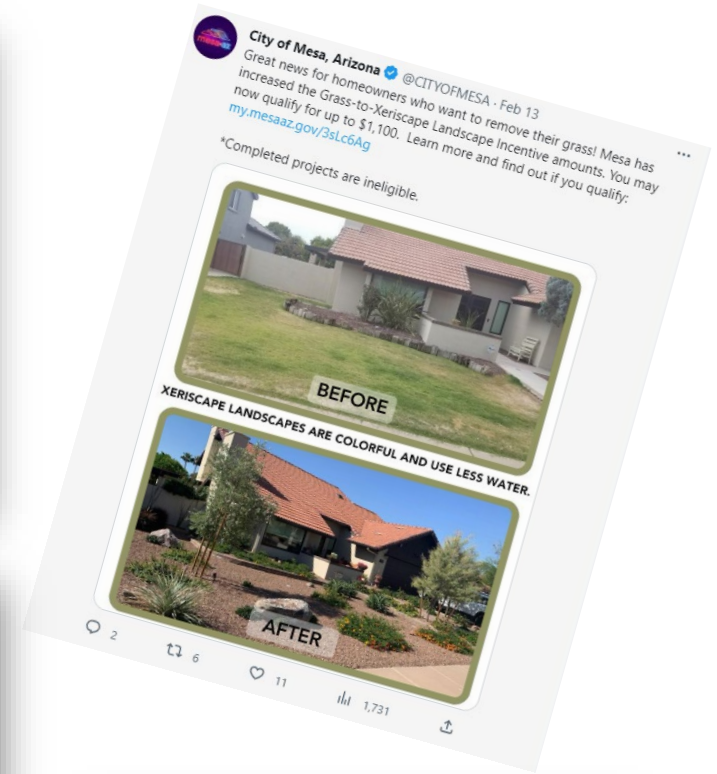 mesa·az
City of Mesa, Arizona @CITYOFMESA · Feb 13
Great news for homeowners who want to remove their grass! Mesa has
increased the Grass-to-Xeriscape Landscape Incentive amounts. You may
now qualify for up to $1,100.  Learn more and find out if you qualify:
my.mesaaz.gov/3sLc6Ag
*Completed projects are ineligible.
BEFORE
XERISCAPE LANDSCAPES ARE COLORFUL AND USE LESS WATER.
AFTER
2 6 11 1,731